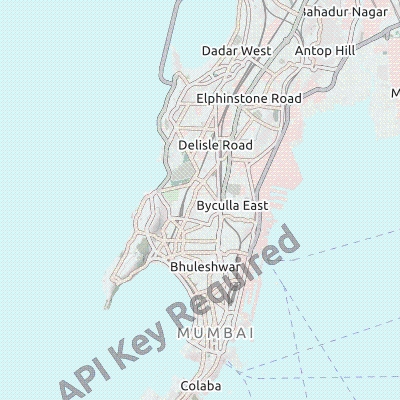 Bahadur Nagar
Dadar West
Antop Hill
M
Elphinstone Road
Delisle Road
Byculla East
Bhuleshwar
API Key Required
MUMBAI
Colaba